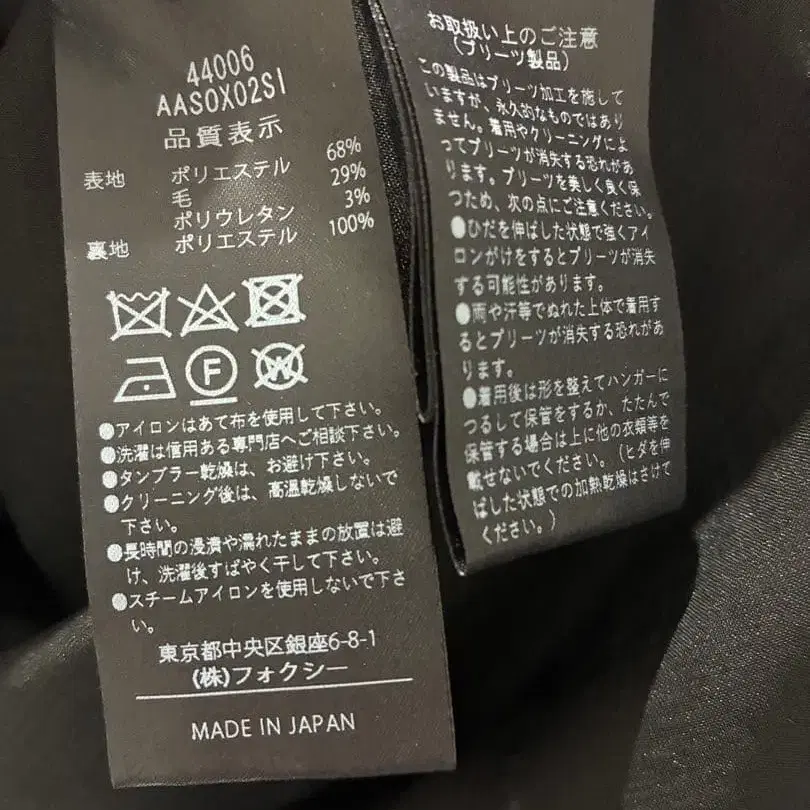 44006
AASOX02SI
品質表示
表地 ポリエステル 68%
毛 29%
ポリウレタン 3%
裏地 ポリエステル 100%
F
W
●アイロンはあて布を使用して下さい。
●洗濯は信用ある専門店へご相談下さい。
●タンブラー乾燥は、お避け下さい。
●クリーニング後は、高温乾燥しないで
下さい。
●長時間の浸漬や濡れたままの放置は避
け、洗濯後すばやく干して下さい。
●スチームアイロンを使用しないで下さ
い。
東京都中央区銀座6-8-1
(株)フォクシー
MADE IN JAPAN
お取扱い上のご注意
(プリーツ製品)
この製品はプリーツ加工を施して
いますが、永久的なものではあり
ません。着用やクリーニングによ
ってプリーツが消失する恐れがあ
ります。プリーツを美しく良く保
つため、次の点にご注意ください。
●ひだを伸ばした状態で強くアイ
ロンがけをするとプリーツが消失
する可能性があります。
●雨や汗等でぬれた上体で着用す
るとプリーツが消失する恐れがあ
ります。
●着用後は形を整えてハンガーに
つるして保管をするか、たたんで
保管する場合は上に他の衣類等を
載せないでください。(ヒダを伸
ばした状態での加熱乾燥はさけて
ください。)